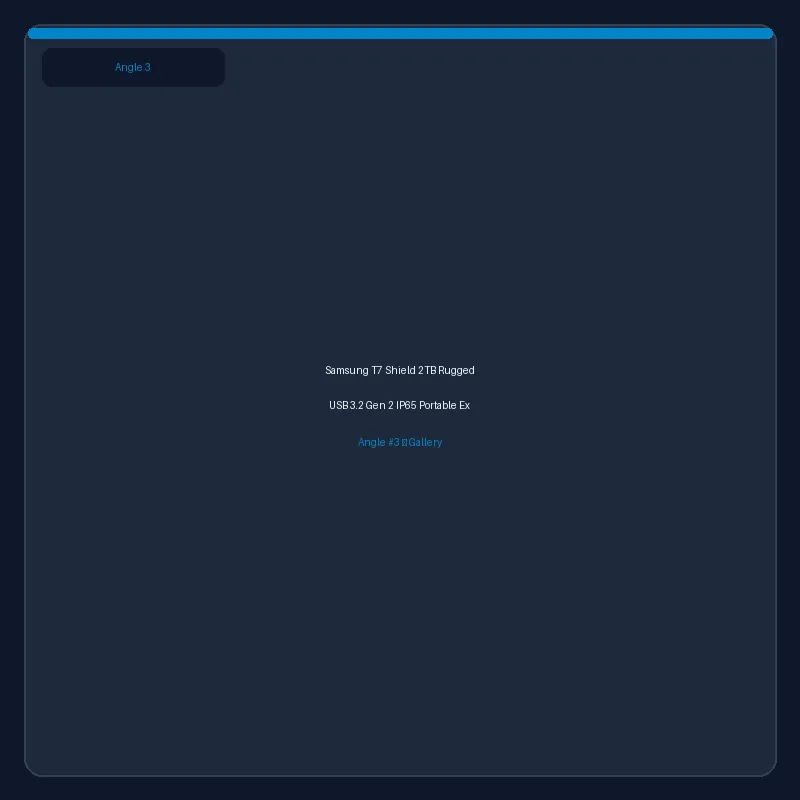 Angle 3
Samsung T7 Shield 2TB Rugged
USB 3.2 Gen 2 IP65 Portable Ex
Angle #3 Gallery